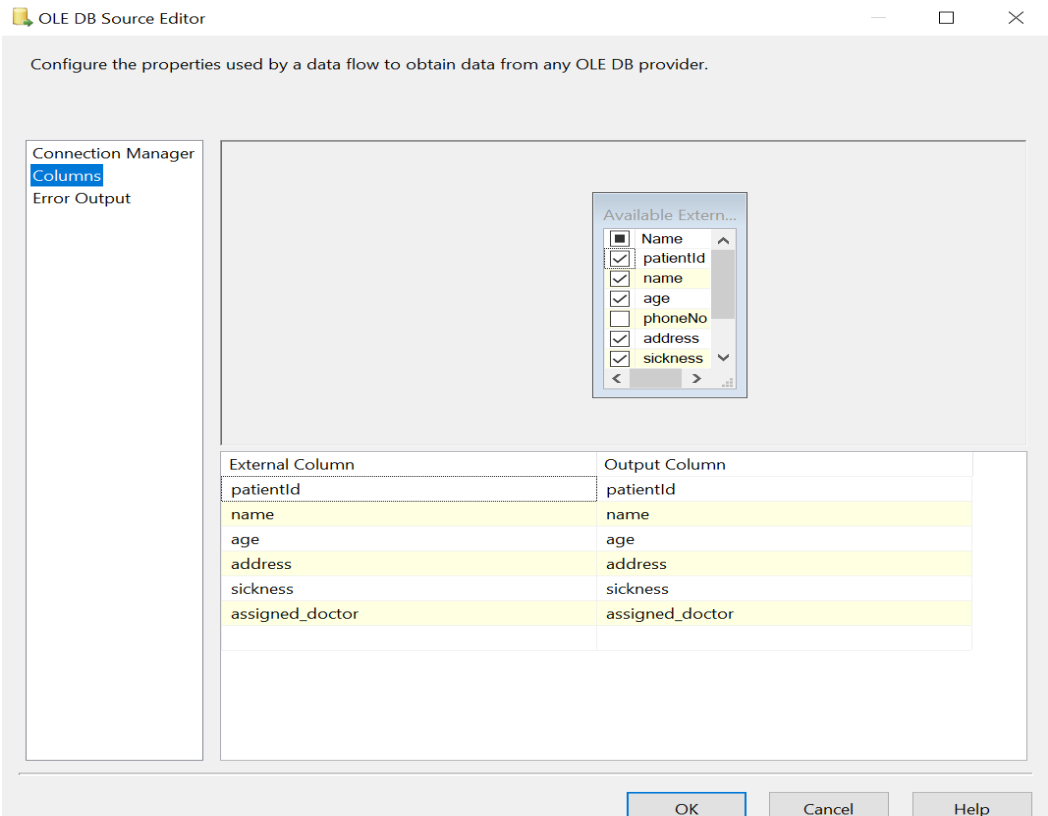 OLE DB Source Editor
Configure the properties used by a data flow to obtain data from any OLE DB provider.
Connection Manager
Columns
Error Output
Available Extern...
Name
patientId
name
age
phoneNo
address
sickness
External Column Output Column
patientId patientId
name name
age age
address address
sickness sickness
assigned_doctor assigned_doctor
OK Cancel Help